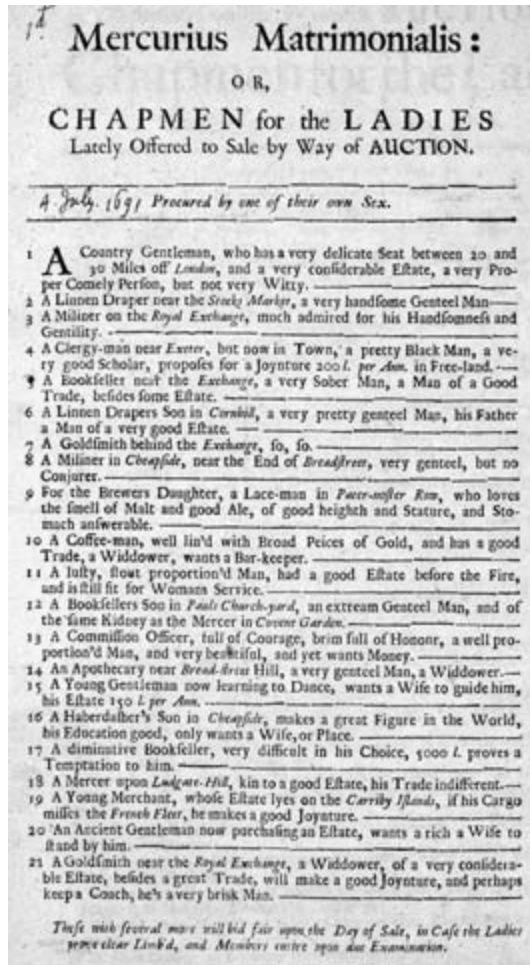 1st
Mercurius Matrimonialis:
OR,
CHAPMEN for the LADIES
Lately Offered to Sale by Way of AUCTION.
4 July. 1691 Procured by one of their own Sex.
1 A Country Gentleman, who has a very delicate Seat between 20 and
30 Miles off London, and a very considerable Estate, a very Pro-
per Comely Person, but not very Witty.
2 A Linnen Draper near the Stocks Market, a very handsome Genteel Man
3 A Miliner on the Royal Exchange, much admired for his Handsomness and
Gentility.
4 A Clergy-man near Exeter, but now in Town, a pretty Black Man, a ve-
ry good Scholar, proposes for a Joynture 200 l. per Ann. in Free-land.
5 A Bookseller near the Exchange, a very Sober Man, a Man of a Good
Trade, besides some Estate.
6 A Linnen Drapers Son in Cornhil, a very pretty genteel Man, his Father
a Man of a very good Estate.
7 A Goldsmith behind the Exchange, so, so.
8 A Miliner in Cheapside, near the End of Breadstreet, very genteel, but no
Conjurer.
9 For the Brewers Daughter, a Lace-man in Pater-noster Row, who loves
the smell of Malt and good Ale, of good heighth and Stature, and Sto-
mach answerable.
10 A Coffee-man, well lin'd with Broad Peices of Gold, and has a good
Trade, a Widdower, wants a Bar-keeper.
11 A lusty, stout proportion'd Man, had a good Estate before the Fire,
and is still fit for Womans Service.
12 A Booksellers Son in Pauls Church-yard, an extream Genteel Man, and of
the same Kidney as the Mercer in Covent Garden.
13 A Commission Officer, full of Courage, brim full of Honour, a well pro-
portion'd Man, and very beautiful, and yet wants Money.
14 An Apothecary near Bread-street Hill, a very genteel Man, a Widdower.
15 A Young Gentleman now learning to Dance, wants a Wife to guide him,
his Estate 150 l. per Ann.
16 A Haberdasher's Son in Cheapside, makes a great Figure in the World,
his Education good, only wants a Wife, or Place.
17 A diminative Bookseller, very difficult in his Choice, 5000 l. proves a
Temptation to him.
18 A Mercer upon Ludgate-Hill, kin to a good Estate, his Trade indifferent.
19 A Young Merchant, whose Estate lyes on the Carriby Islands, if his Cargo
misses the French Fleet, he makes a good Joynture.
20 An Ancient Gentleman now purchasing an Estate, wants a rich a Wife to
stand by him.
21 A Goldsmith near the Royal Exchange, a Widdower, of a very considera-
ble Estate, besides a great Trade, will make a good Joynture, and perhaps
keep a Coach, he's a very brisk Man.
These with several more will bid fair upon the Day of Sale, in Case the Ladies
prove clear Limb'd, and Members entire upon due Examination.